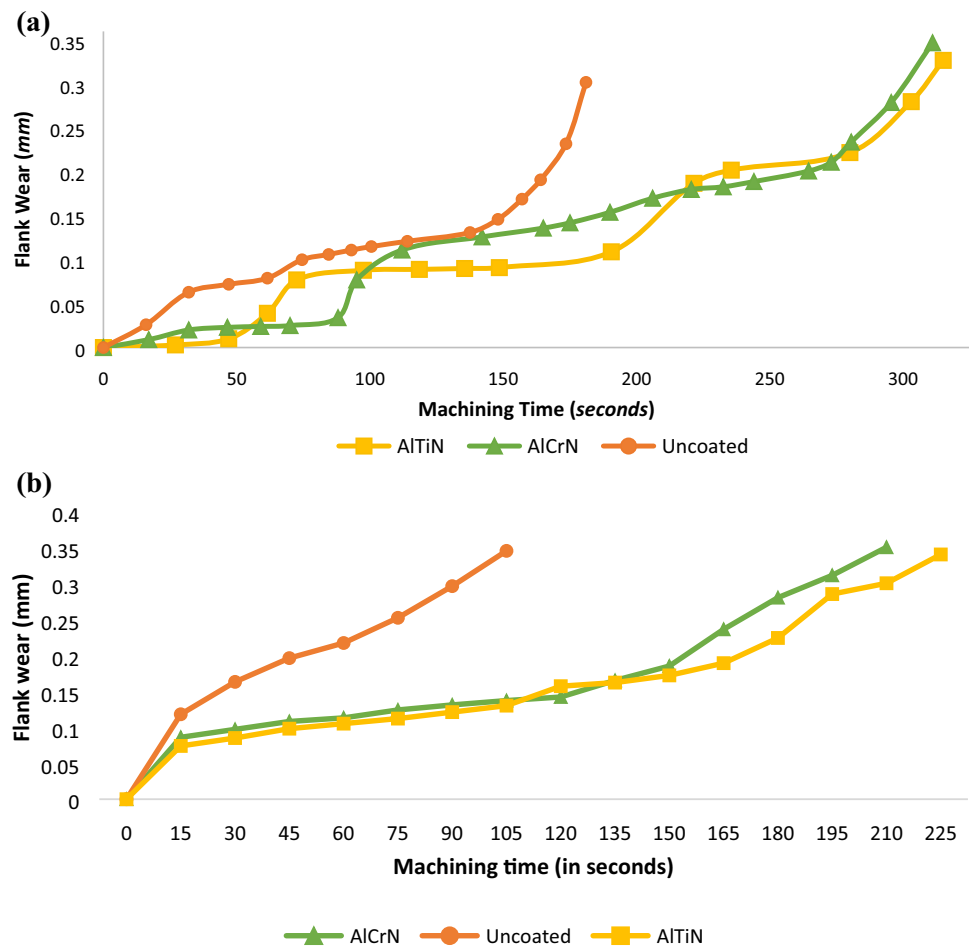 (a)
0.35
0.3
0.25
0.2
0.15
0.1
0.05
0
Flank Wear (mm)
0 50 100 150 200 250 300
Machining Time (seconds)
AlTiN AlCrN Uncoated
(b)
0.4
0.35
0.3
0.25
0.2
0.15
0.1
0.05
0
Flank wear (mm)
0 15 30 45 60 75 90 105 120 135 150 165 180 195 210 225
Machining time (in seconds)
AlCrN Uncoated AlTiN